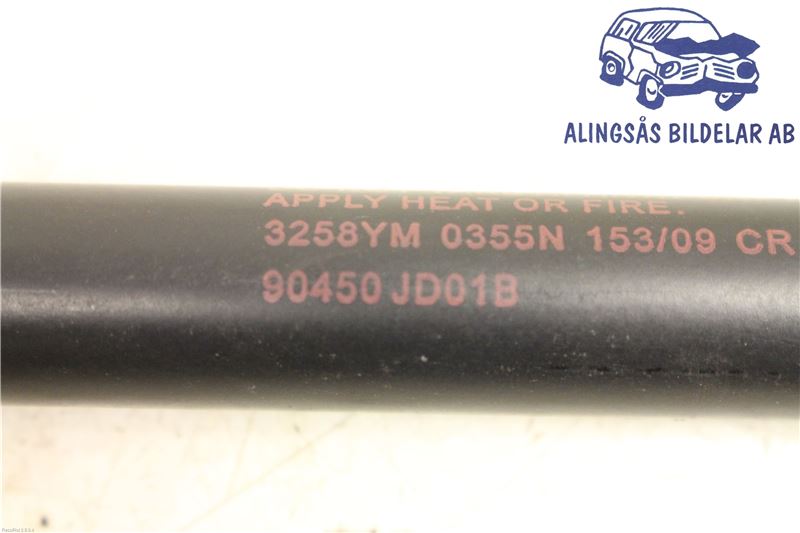 ALINGSÅS BILDELAR AB
APPLY HEAT OR FIRE.
3258YM 0355N 153/09 CR
90450 JD01B